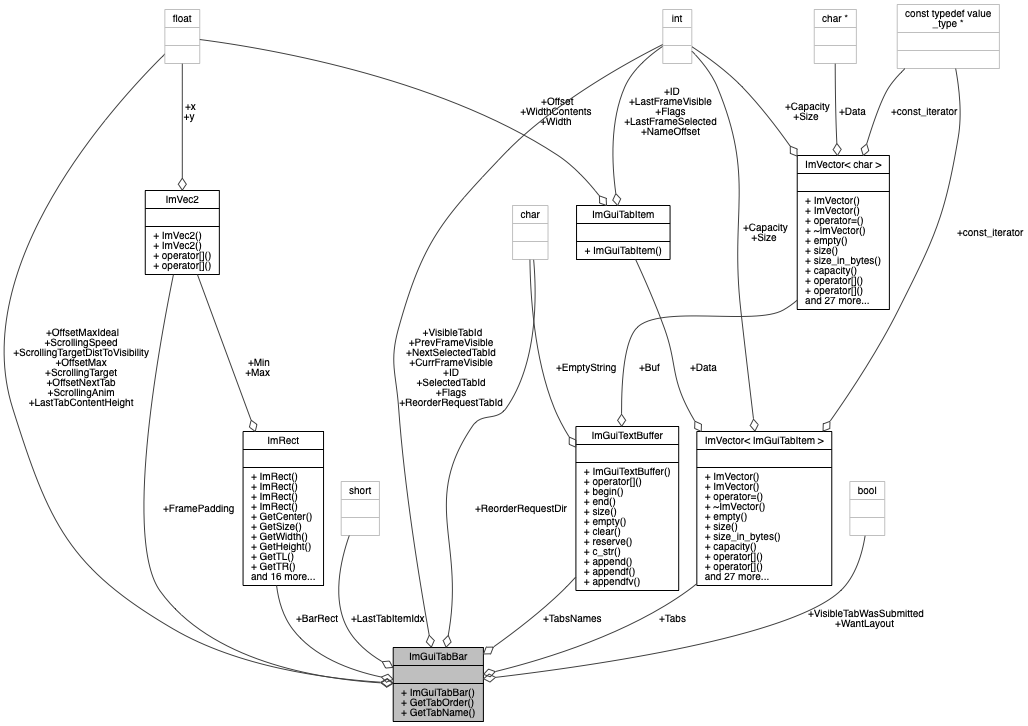 float
int
char *
const typedef value
_type *
+x
+y
+Offset
+WidthContents
+Width
+ID
+LastFrameVisible
+Flags
+LastFrameSelected
+NameOffset
+Capacity
+Size
+Data
+const_iterator
ImVec2
+ ImVec2()
+ ImVec2()
+ operator[]()
+ operator[]()
char
ImGuiTabItem
+ ImGuiTabItem()
+Capacity
+Size
ImVector< char >
+ ImVector()
+ ImVector()
+ operator=()
+ ~ImVector()
+ empty()
+ size()
+ size_in_bytes()
+ capacity()
+ operator[]()
+ operator[]()
and 27 more...
+const_iterator
+OffsetMaxIdeal
+ScrollingSpeed
+ScrollingTargetDistToVisibility
+OffsetMax
+ScrollingTarget
+OffsetNextTab
+ScrollingAnim
+LastTabContentHeight
+Min
+Max
+VisibleTabId
+PrevFrameVisible
+NextSelectedTabId
+CurrFrameVisible
+ID
+SelectedTabId
+Flags
+ReorderRequestTabId
+EmptyString
+Buf
+Data
ImRect
+ ImRect()
+ ImRect()
+ ImRect()
+ ImRect()
+ GetCenter()
+ GetSize()
+ GetWidth()
+ GetHeight()
+ GetTL()
+ GetTR()
and 16 more...
ImGuiTextBuffer
+ ImGuiTextBuffer()
+ operator[]()
+ begin()
+ end()
+ size()
+ empty()
+ clear()
+ reserve()
+ c_str()
+ append()
+ appendf()
+ appendfv()
ImVector< ImGuiTabItem >
+ ImVector()
+ ImVector()
+ operator=()
+ ~ImVector()
+ empty()
+ size()
+ size_in_bytes()
+ capacity()
+ operator[]()
+ operator[]()
and 27 more...
short
bool
+FramePadding
+ReorderRequestDir
+BarRect
+LastTabItemIdx
+TabsNames
+Tabs
+VisibleTabWasSubmitted
+WantLayout
ImGuiTabBar
+ ImGuiTabBar()
+ GetTabOrder()
+ GetTabName()